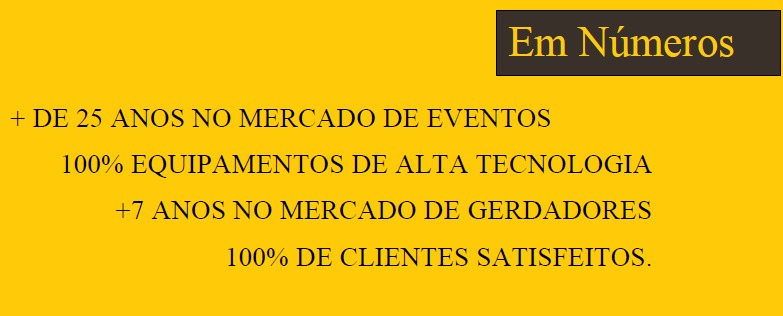 Em Números
+ DE 25 ANOS NO MERCADO DE EVENTOS
100% EQUIPAMENTOS DE ALTA TECNOLOGIA
+7 ANOS NO MERCADO DE GERDADORES
100% DE CLIENTES SATISFEITOS.